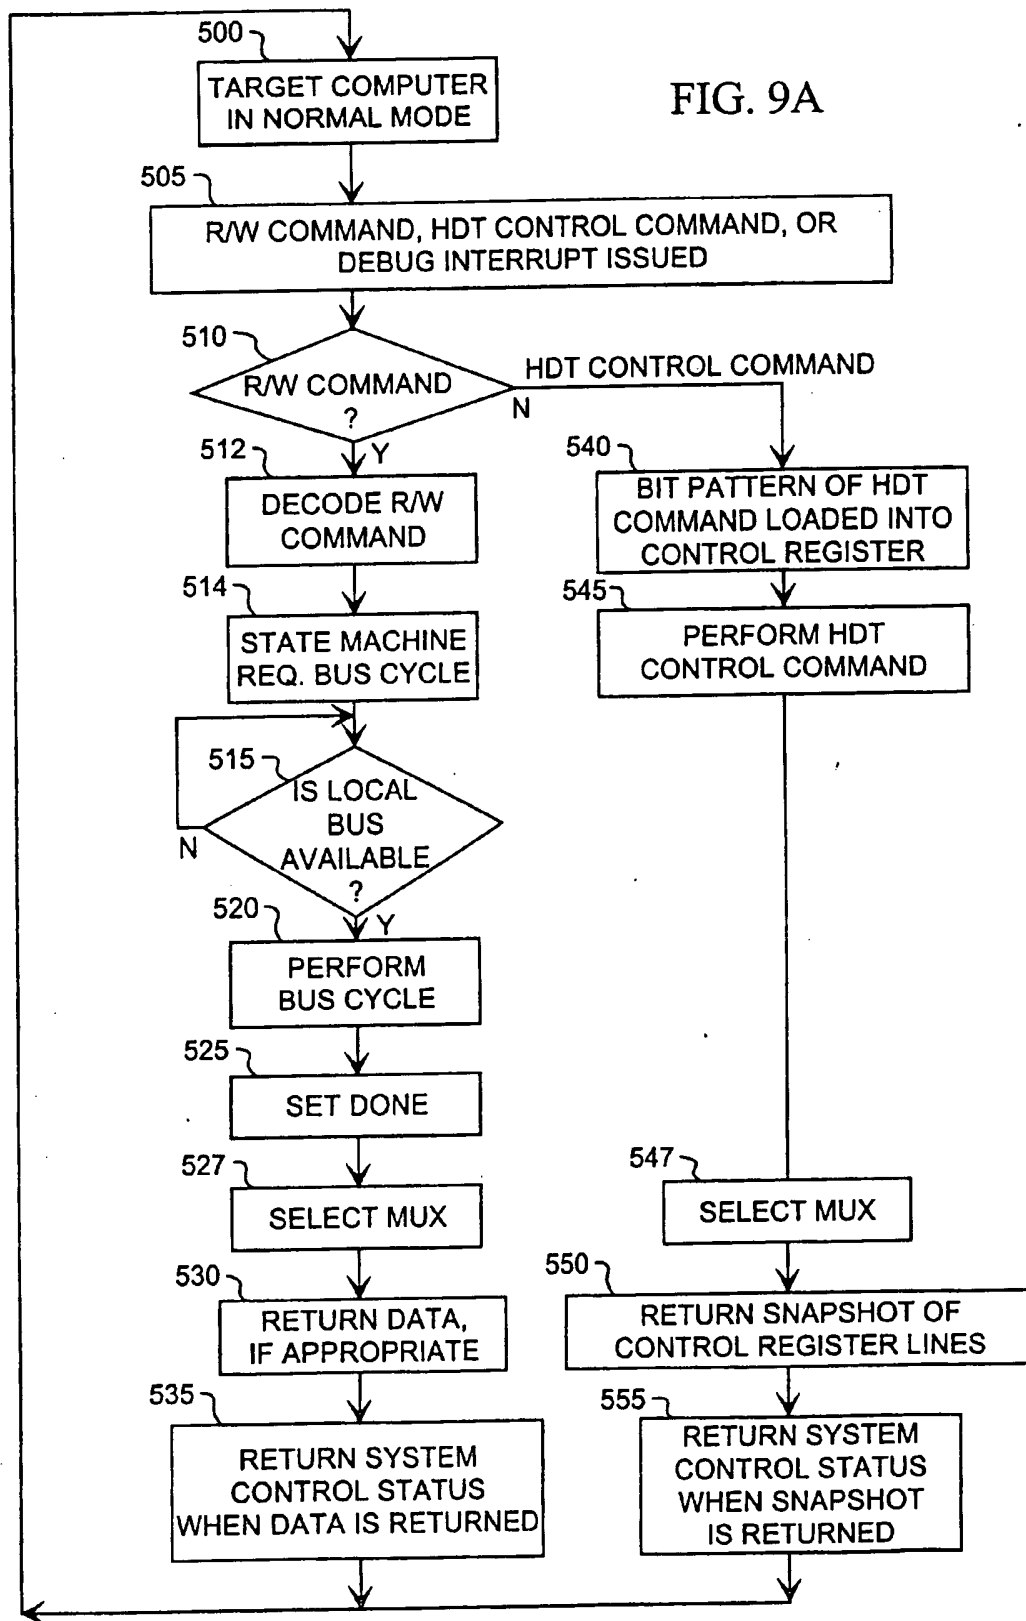 500
TARGET COMPUTER
IN NORMAL MODE
FIG. 9A
505
R/W COMMAND, HDT CONTROL COMMAND, OR
DEBUG INTERRUPT ISSUED
510
R/W COMMAND
?
HDT CONTROL COMMAND
N
Y
512
DECODE R/W
COMMAND
540
BIT PATTERN OF HDT
COMMAND LOADED INTO
CONTROL REGISTER
514
STATE MACHINE
REQ. BUS CYCLE
545
PERFORM HDT
CONTROL COMMAND
515
IS LOCAL
BUS
AVAILABLE
?
N
Y
520
PERFORM
BUS CYCLE
525
SET DONE
527
SELECT MUX
547
SELECT MUX
530
RETURN DATA,
IF APPROPRIATE
550
RETURN SNAPSHOT OF
CONTROL REGISTER LINES
535
RETURN SYSTEM
CONTROL STATUS
WHEN DATA IS RETURNED
555
RETURN SYSTEM
CONTROL STATUS
WHEN SNAPSHOT
IS RETURNED